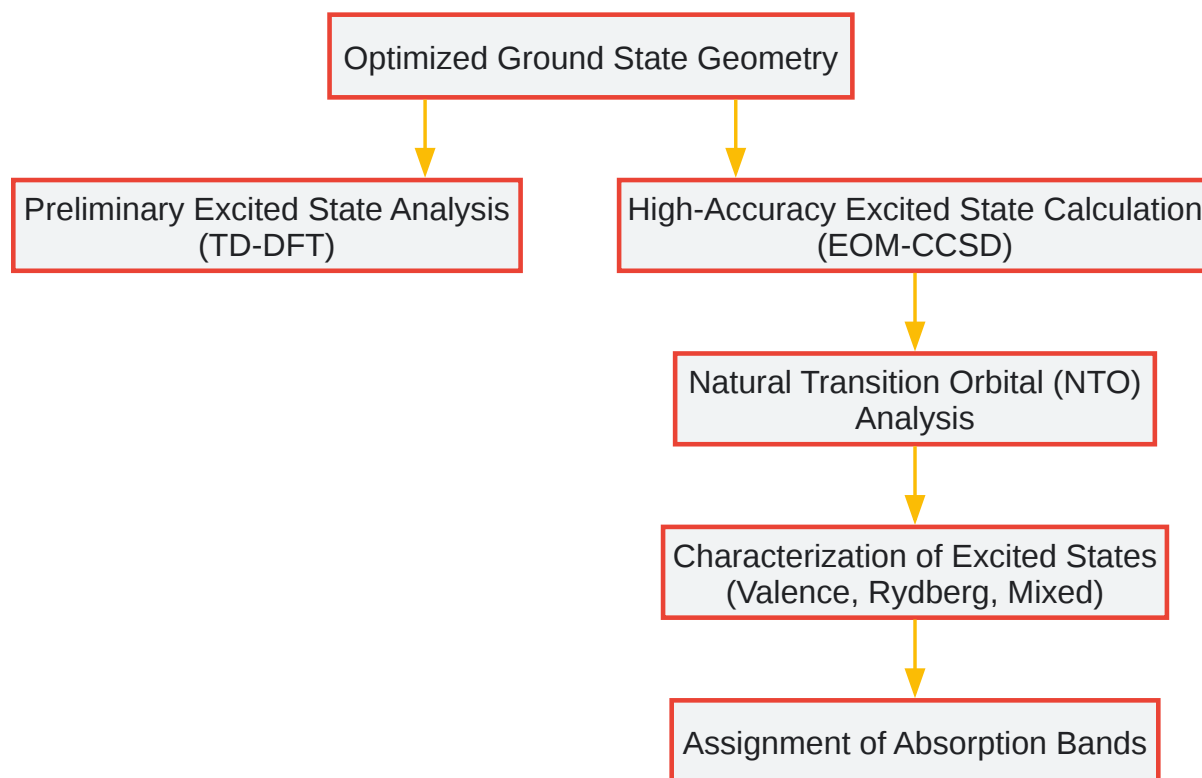 Optimized Ground State Geometry
Preliminary Excited State Analysis
(TD-DFT)
High-Accuracy Excited State Calculation
(EOM-CCSD)
Natural Transition Orbital (NTO)
Analysis
Characterization of Excited States
(Valence, Rydberg, Mixed)
Assignment of Absorption Bands